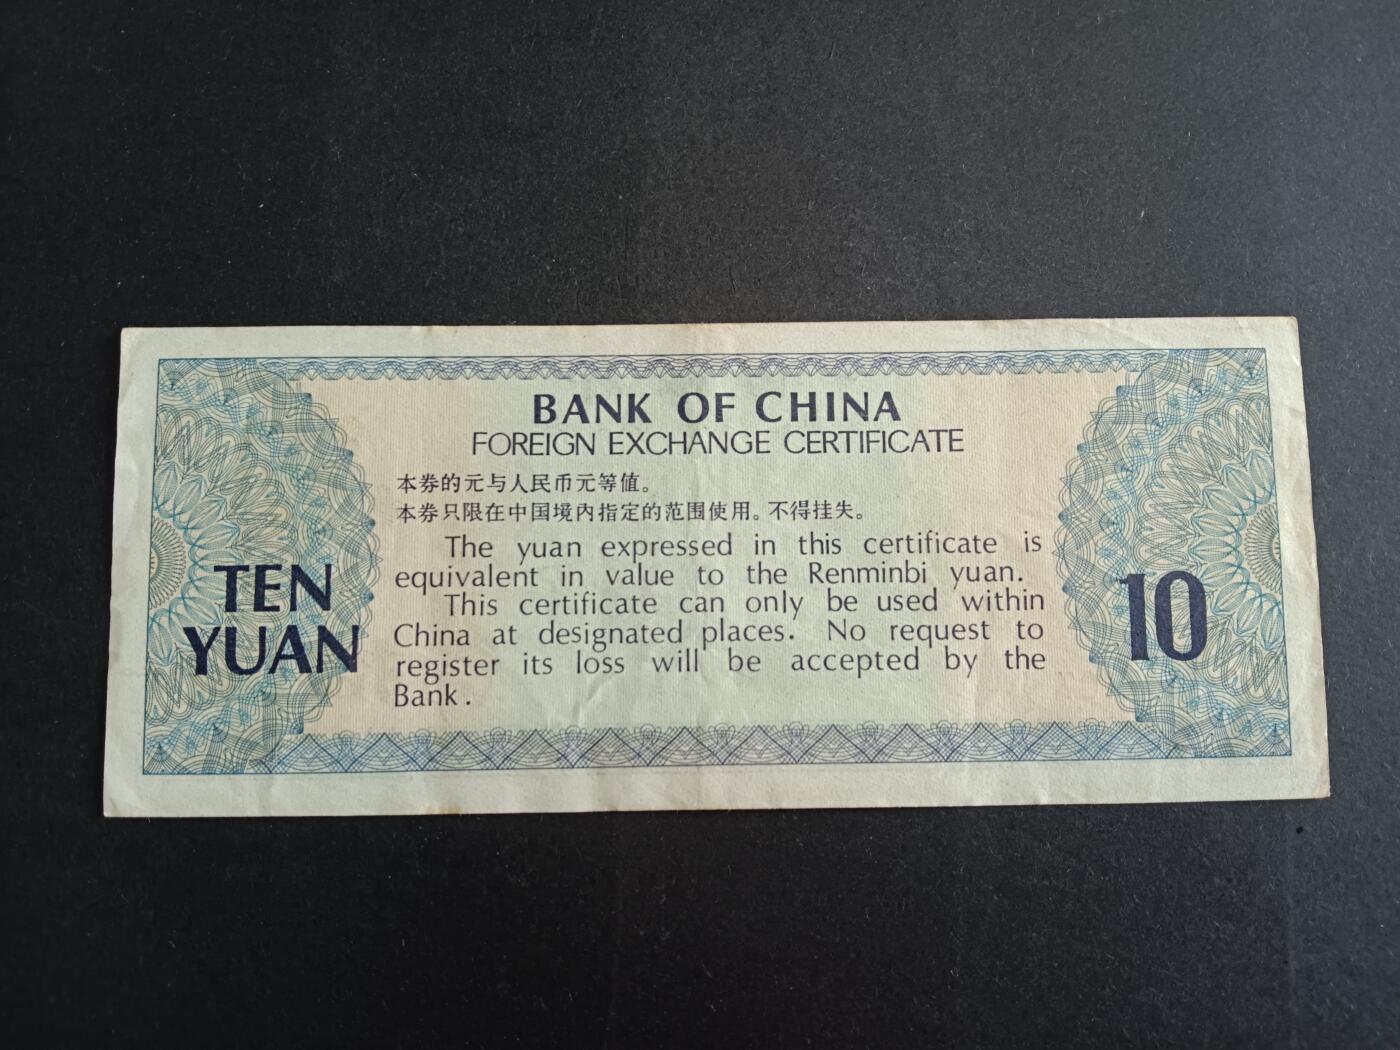 BANK OF CHINA
FOREIGN EXCHANGE CERTIFICATE
本券的元与人民币元等值。
本券只限在中国境内指定的范围使用。不得挂失。
The yuan expressed in this certificate is
equivalent in value to the Renminbi yuan.
This certificate can only be used within
China at designated places. No request to
register its loss will be accepted by the
Bank.
TEN
YUAN
10